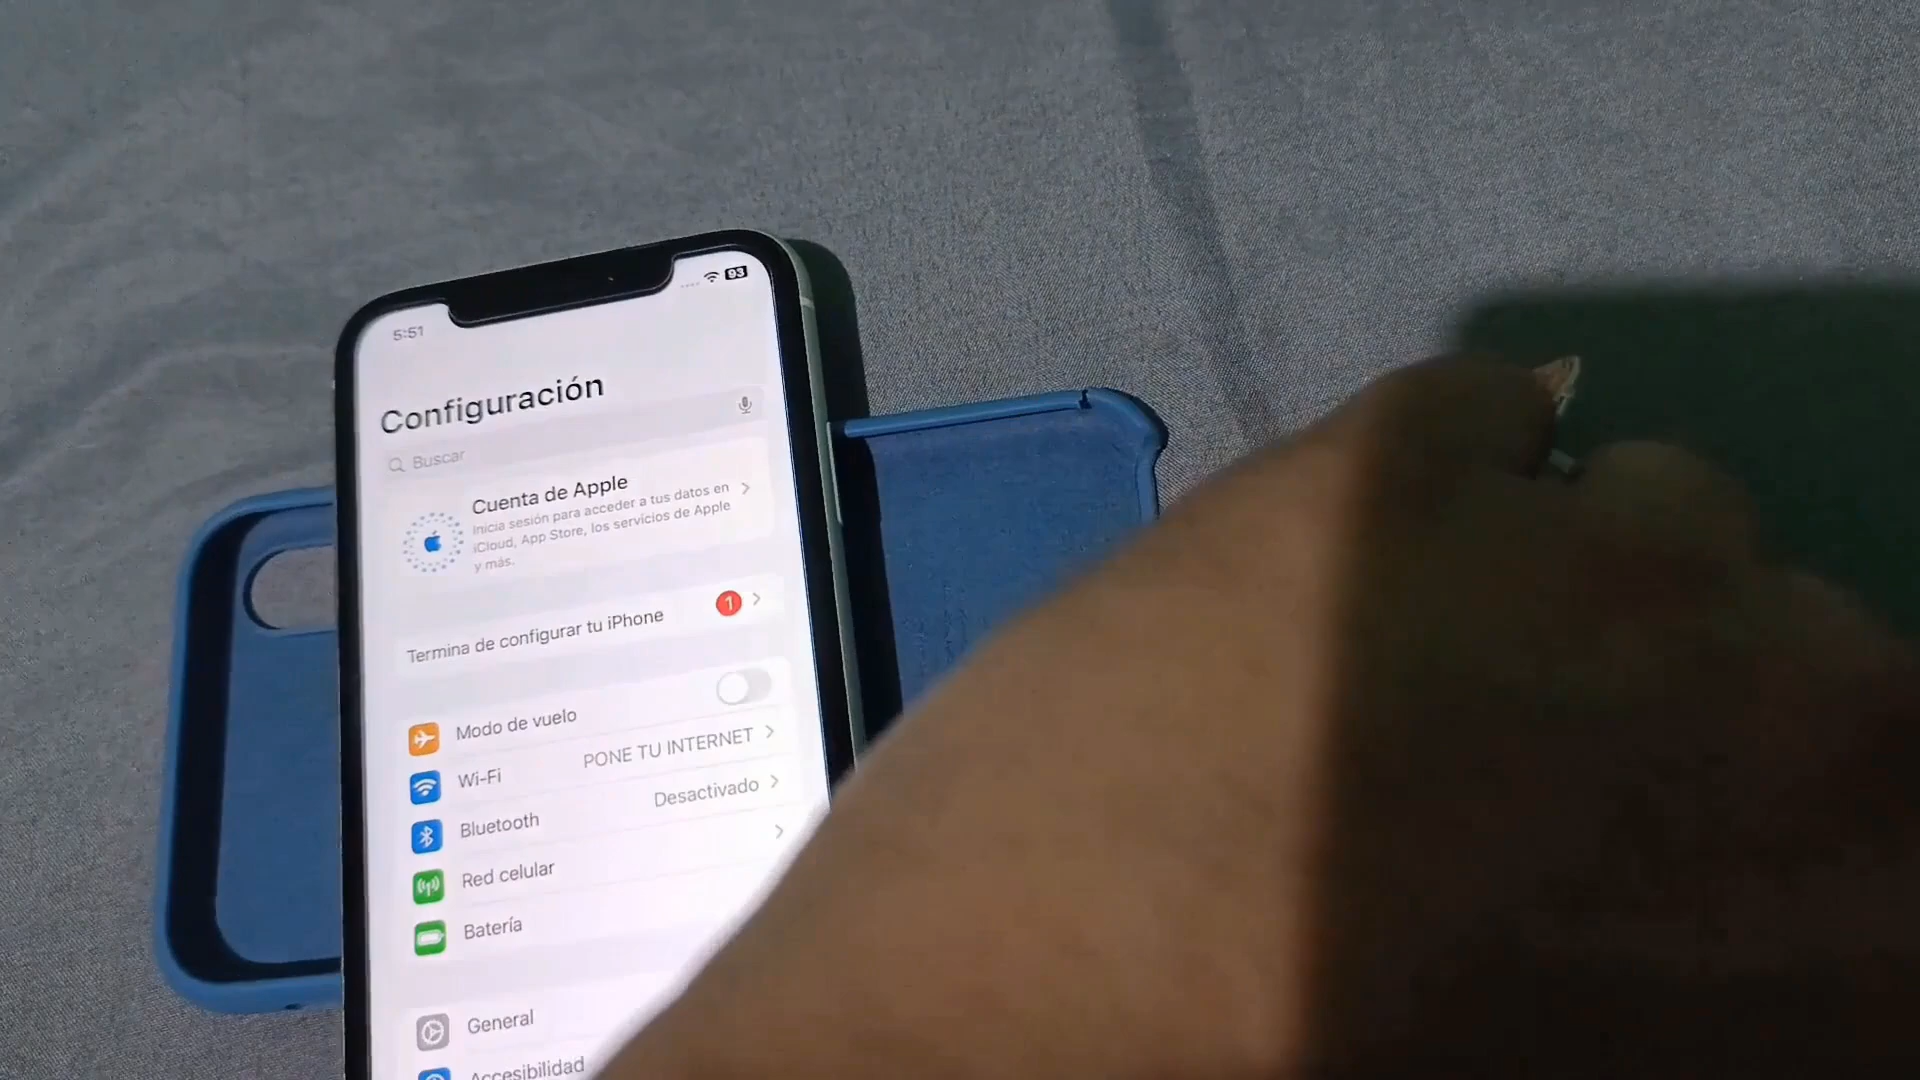 5:51
93
Configuración
Buscar
Cuenta de Apple
Inicia sesión para acceder a tus datos en
iCloud, App Store, los servicios de Apple
y más.
Termina de configurar tu iPhone
1
Modo de vuelo
Wi-Fi
PONE TU INTERNET
Bluetooth
Desactivado
Red celular
Batería
General
Accesibilidad